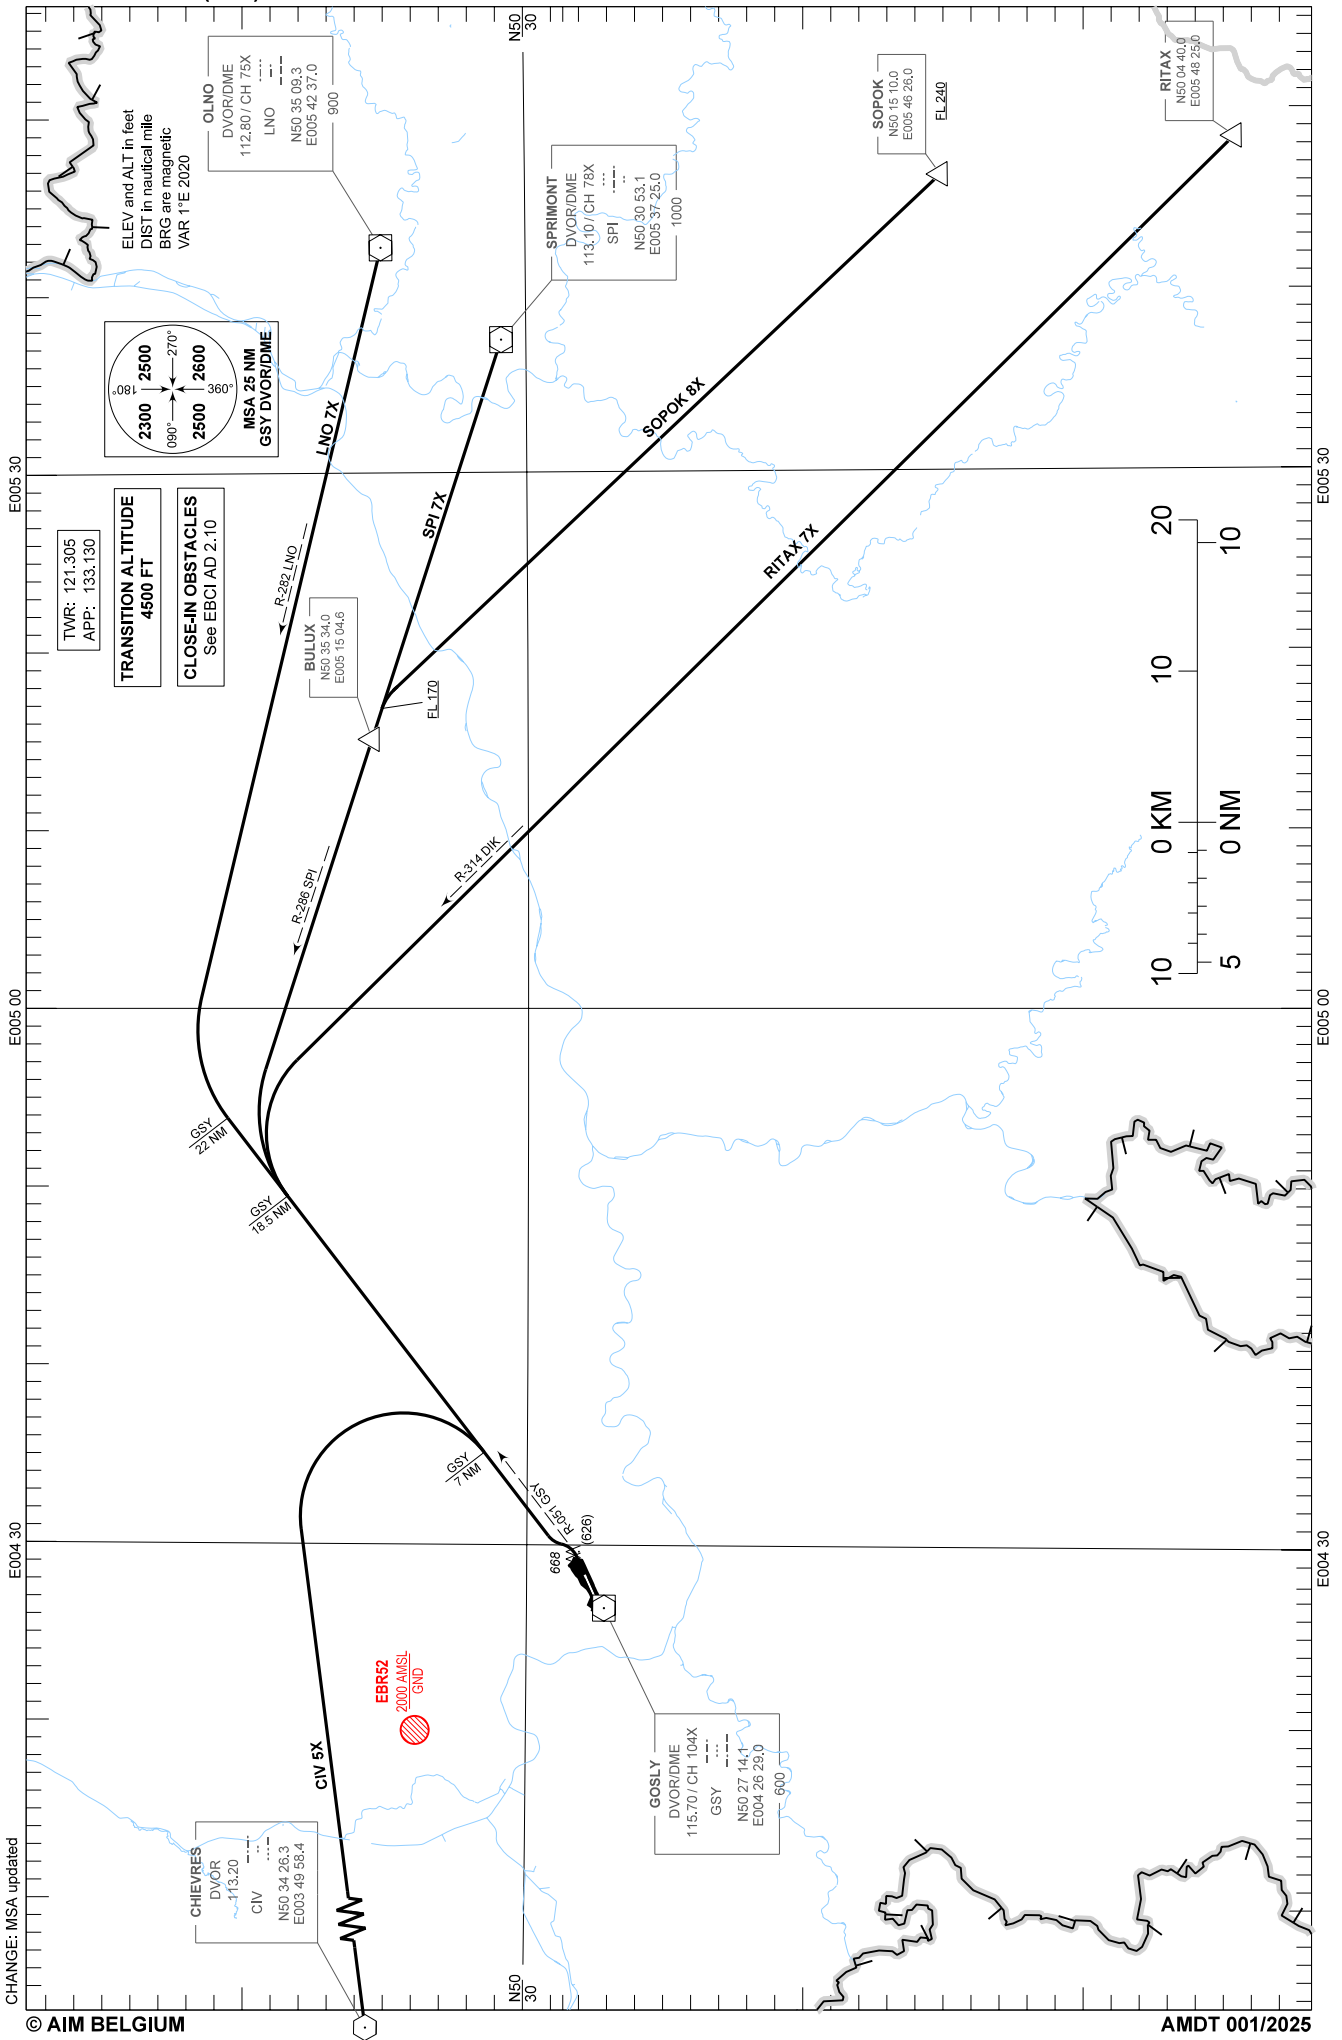 CHANGE: MSA updated
© AIM BELGIUM
AMDT 001/2025
E005 30
E005 00
E004 30
E005 30
E005 00
E004 30
N50
30
N50
30
ELEV and ALT in feet
DIST in nautical mile
BRG are magnetic
VAR 1°E 2020
2300
2500
2500
2600
180°
270°
090°
360°
MSA 25 NM
GSY DVOR/DME
TWR: 121.305
APP: 133.130
TRANSITION ALTITUDE
4500 FT
CLOSE-IN OBSTACLES
See EBCI AD 2.10
OLNO
DVOR/DME
112.80 / CH 75X
LNO
N50 35 09.3
E005 42 37.0
900
SPRIMONT
DVOR/DME
113.10 / CH 78X
SPI
N50 30 53.1
E005 37 25.0
1000
SOPOK
N50 15 10.0
E005 46 26.0
FL 240
RITAX
N50 04 40.0
E005 48 25.0
BULUX
N50 35 34.0
E005 15 04.6
FL 170
LNO 7X
SPI 7X
SOPOK 8X
RITAX 7X
R-282 LNO
R-286 SPI
R-314 DIK
GSY
22 NM
GSY
18.5 NM
GSY
7 NM
R-051 GSY
668
(626)
CIV 5X
EBR52
2000 AMSL
GND
CHIEVRES
DVOR
113.20
CIV
N50 34 26.3
E003 49 58.4
GOSLY
DVOR/DME
115.70 / CH 104X
GSY
N50 27 14.1
E004 26 29.0
600
10
0 KM
10
20
5
0 NM
10